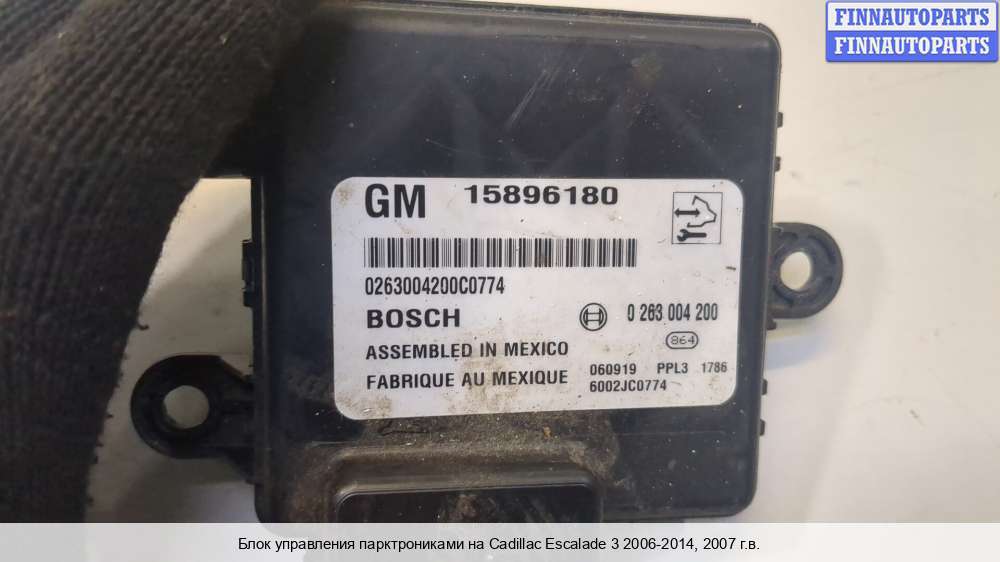 FINNAUTOPARTS
FINNAUTOPARTS
GM 15896180
0263004200C0774
BOSCH 0 263 004 200
864
ASSEMBLED IN MEXICO
FABRIQUE AU MEXIQUE
060919 PPL3 1786
6002JC0774
Блок управления парктрониками на Cadillac Escalade 3 2006-2014, 2007 г.в.